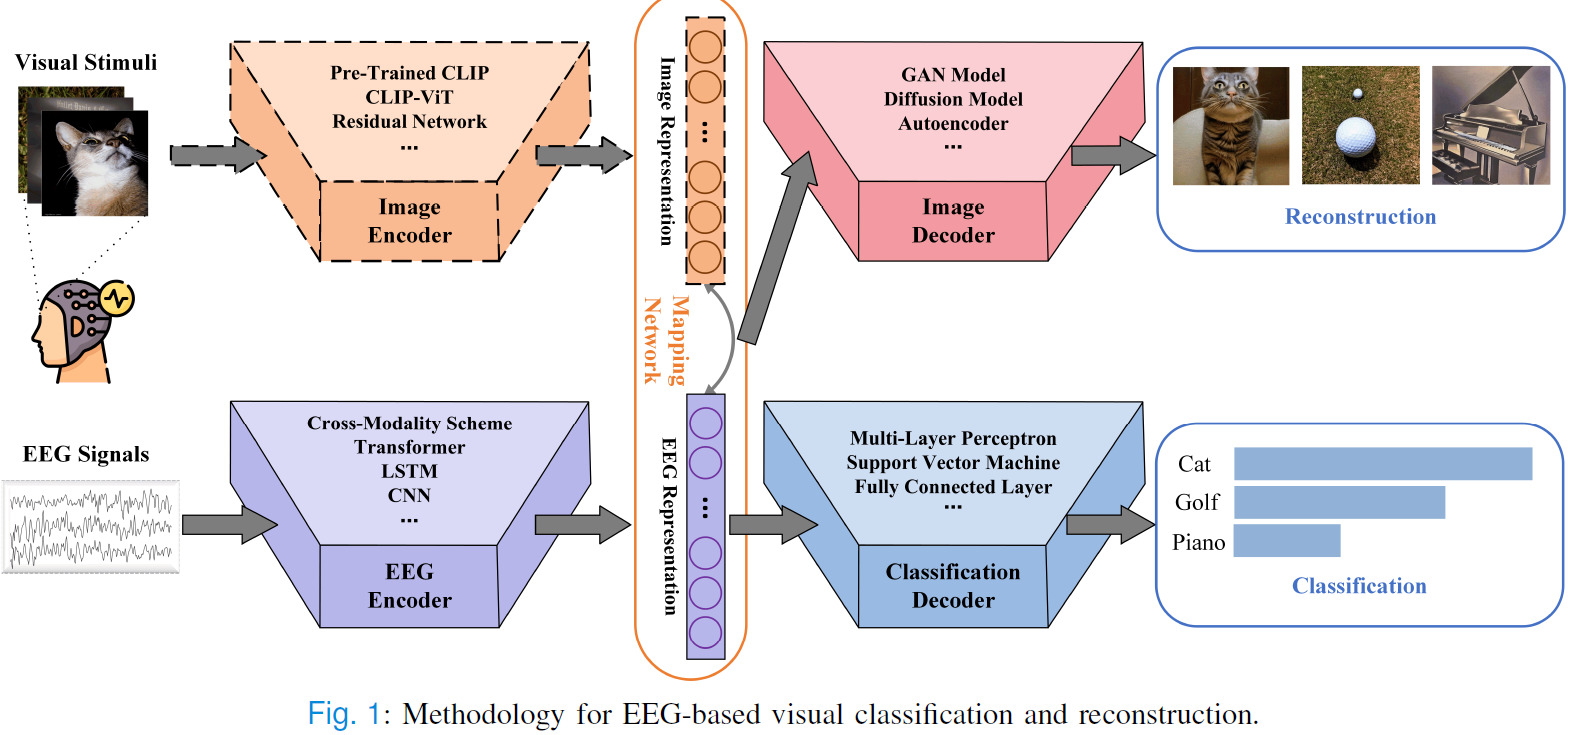 Visual Stimuli
Pre-Trained CLIP
CLIP-ViT
Residual Network
...
Image
Encoder
Image Representation
GAN Model
Diffusion Model
Autoencoder
...
Image
Decoder
Reconstruction
Mapping
Network
EEG Signals
Cross-Modality Scheme
Transformer
LSTM
CNN
...
EEG
Encoder
EEG Representation
Multi-Layer Perceptron
Support Vector Machine
Fully Connected Layer
...
Classification
Decoder
Cat
Golf
Piano
Classification
Fig. 1: Methodology for EEG-based visual classification and reconstruction.